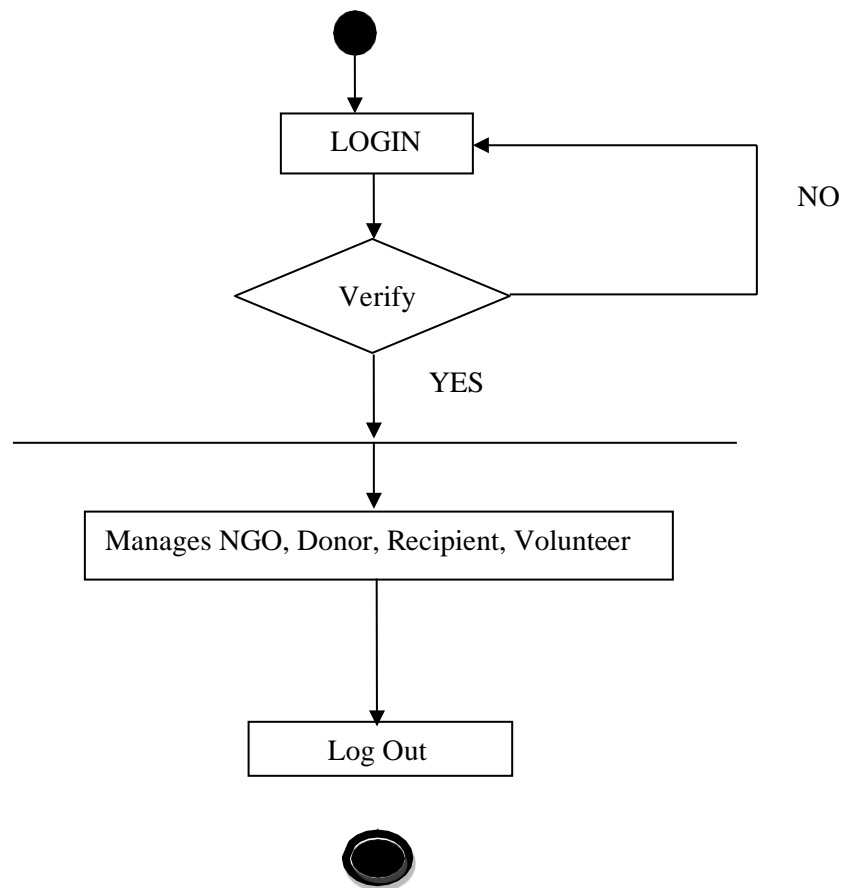 LOGIN
NO
Verify
YES
Manages NGO, Donor, Recipient, Volunteer
Log Out